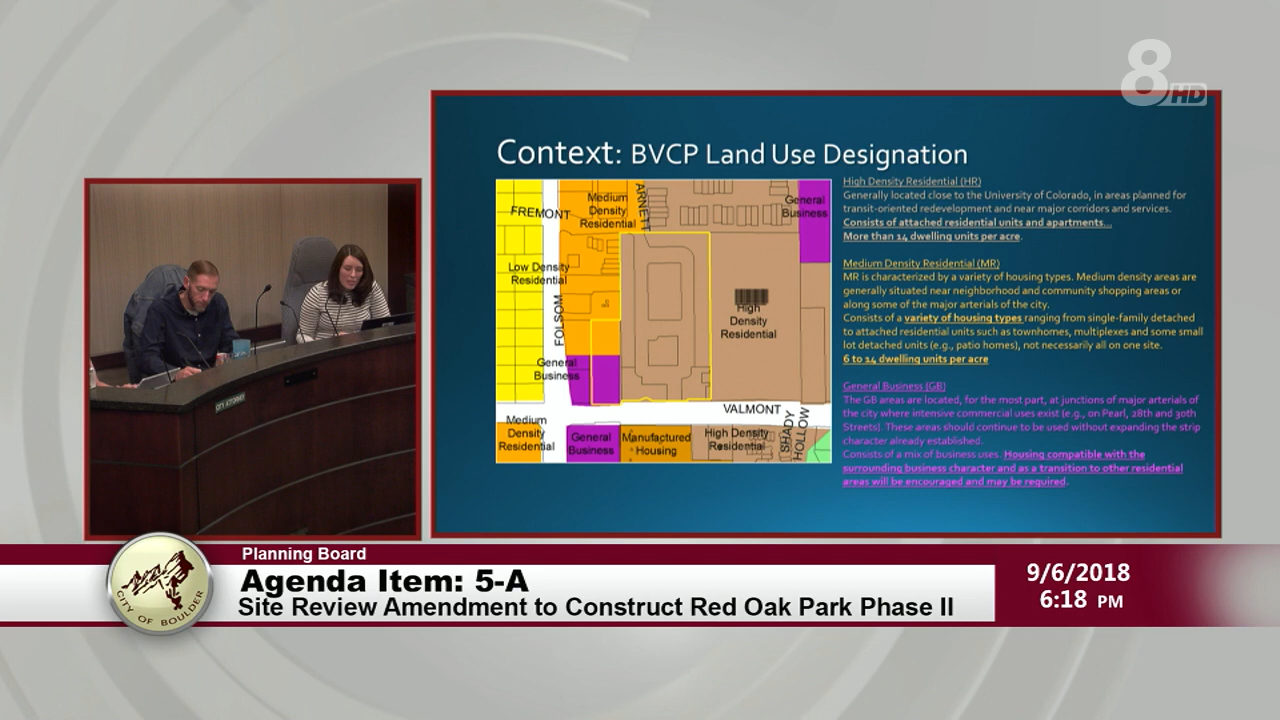 8 HD
Context: BVCP Land Use Designation
FREMONT
Medium
Density
Residential
ARNETT
General
Business
Low Density
Residential
FOLSOM
High
Density
Residential
General
Business
VALMONT
Medium
Density
Residential
General
Business
Manufactured
Housing
High Density
Residential
SHADY
HOLLOW
High Density Residential (HR)
Generally located close to the University of Colorado, in areas planned for
transit-oriented redevelopment and near major corridors and services.
Consists of attached residential units and apartments...
More than 14 dwelling units per acre.
Medium Density Residential (MR)
MR is characterized by a variety of housing types. Medium density areas are
generally situated near neighborhood and community shopping areas or
along some of the major arterials of the city.
Consists of a variety of housing types ranging from single-family detached
to attached residential units such as townhomes, multiplexes and some small
lot detached units (e.g., patio homes), not necessarily all on one site.
6 to 14 dwelling units per acre
General Business (GB)
The GB areas are located, for the most part, at junctions of major arterials of
the city where intensive commercial uses exist (e.g., on Pearl, 28th and 30th
Streets). These areas should continue to be used without expanding the strip
character already established.
Consists of a mix of business uses. Housing compatible with the
surrounding business character and as a transition to other residential
areas will be encouraged and may be required.
CITY ATTORNEY
Planning Board
Agenda Item: 5-A
Site Review Amendment to Construct Red Oak Park Phase II
9/6/2018
6:18 PM
CITY OF BOULDER